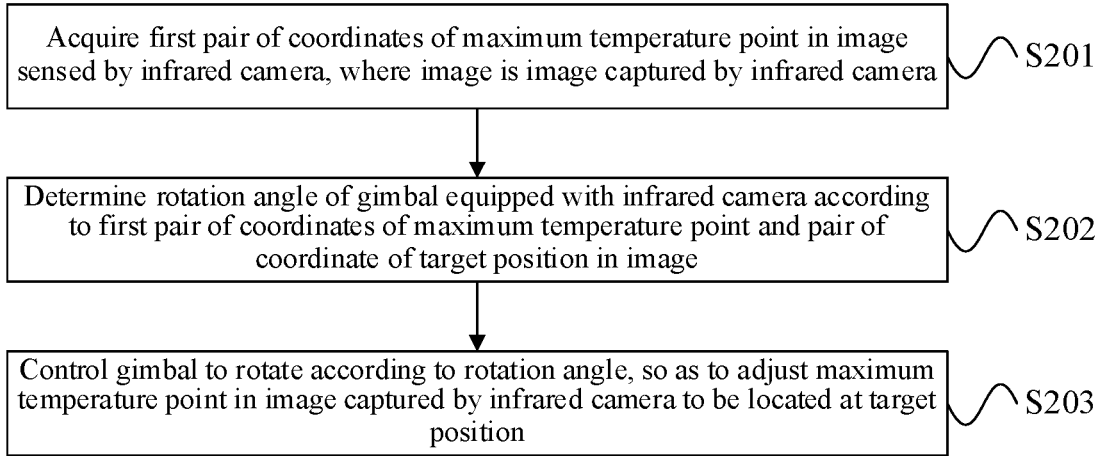 Acquire first pair of coordinates of maximum temperature point in image
sensed by infrared camera, where image is image captured by infrared camera
S201
Determine rotation angle of gimbal equipped with infrared camera according
to first pair of coordinates of maximum temperature point and pair of
coordinate of target position in image
S202
Control gimbal to rotate according to rotation angle, so as to adjust maximum
temperature point in image captured by infrared camera to be located at target
position
S203